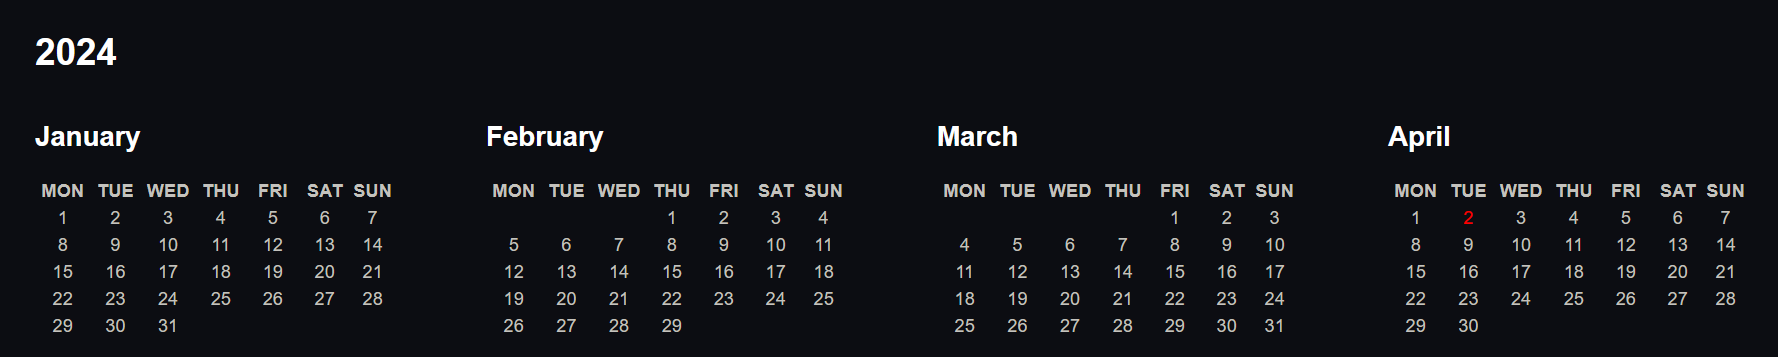 2024
January
MON TUE WED THU FRI SAT SUN
1 2 3 4 5 6 7
8 9 10 11 12 13 14
15 16 17 18 19 20 21
22 23 24 25 26 27 28
29 30 31
February
MON TUE WED THU FRI SAT SUN
1 2 3 4
5 6 7 8 9 10 11
12 13 14 15 16 17 18
19 20 21 22 23 24 25
26 27 28 29
March
MON TUE WED THU FRI SAT SUN
1 2 3
4 5 6 7 8 9 10
11 12 13 14 15 16 17
18 19 20 21 22 23 24
25 26 27 28 29 30 31
April
MON TUE WED THU FRI SAT SUN
1 2 3 4 5 6 7
8 9 10 11 12 13 14
15 16 17 18 19 20 21
22 23 24 25 26 27 28
29 30